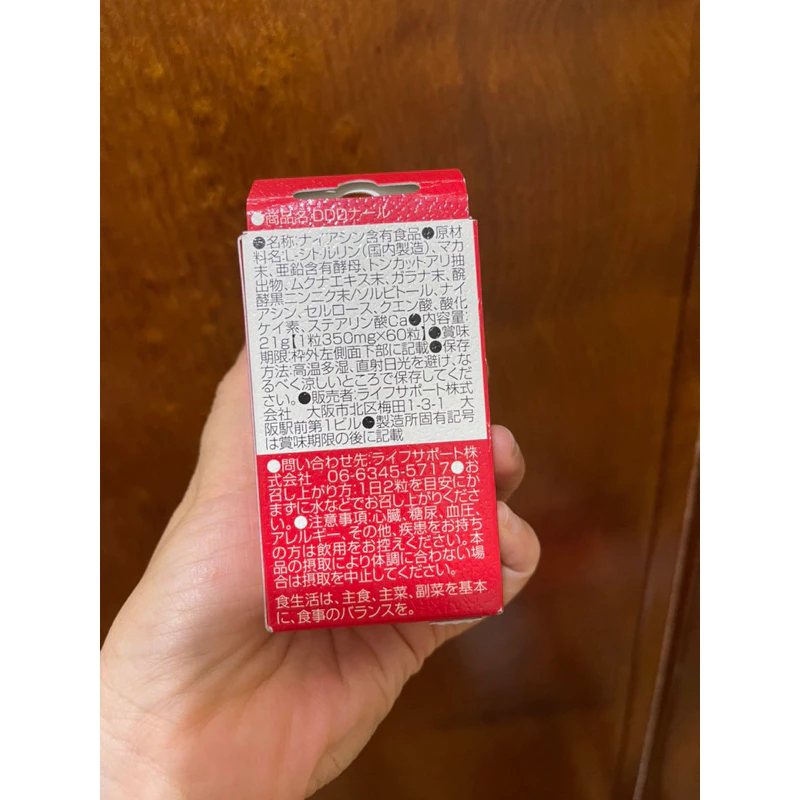 ●商品名:DDDナール
●名称:ナイアシン含有食品●原材
料名:L-シトルリン(国内製造)、マカ
末、亜鉛含有酵母、トンカットアリ抽
出物、ムクナエキス末、ガラナ末、醗
酵黒ニンニク末/ソルビトール、ナイ
アシン、セルロース、クエン酸、酸化
ケイ素、ステアリン酸Ca●内容量:
21g【1粒350mg×60粒】●賞味
期限:枠外左側面下部に記載●保存
方法:高温多湿、直射日光を避け、な
るべく涼しいところで保存してくだ
さい。●販売者:ライフサポート株式
会社 大阪市北区梅田1-3-1 大
阪駅前第1ビル●製造所固有記号
は賞味期限の後に記載
●問い合わせ先:ライフサポート株
式会社 06-6345-5717●お
召し上がり方:1日2粒を目安にか
まずに水などでお召し上がりくださ
い。●注意事項:心臓、糖尿、血圧、
アレルギー、その他、疾患をお持ち
の方は飲用をお控えください。本
品の摂取により体調に合わない場
合は摂取を中止してください。
食生活は、主食、主菜、副菜を基本
に、食事のバランスを。